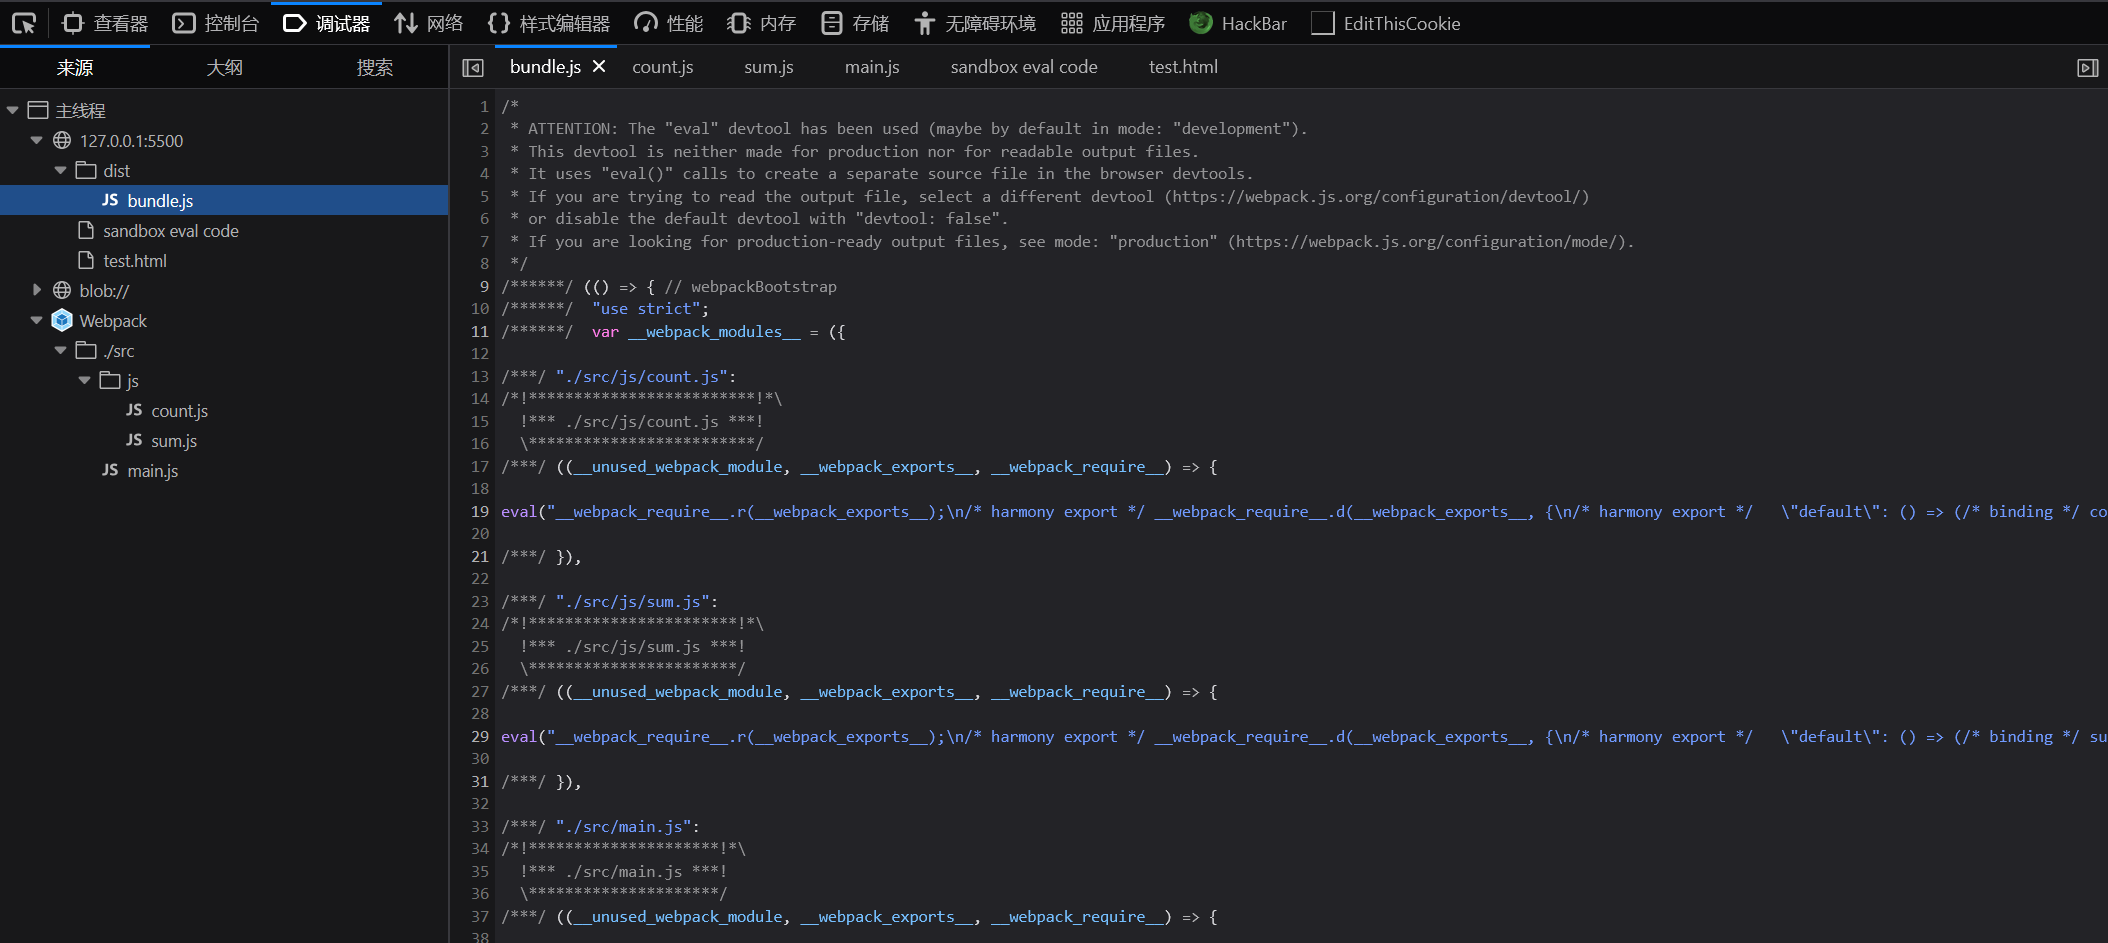 查看器 控制台 调试器 网络 样式编辑器 性能 内存 存储 无障碍环境 应用程序 HackBar EditThisCookie
来源 大纲 搜索
主线程
127.0.0.1:5500
dist
JS bundle.js
sandbox eval code
test.html
blob://
Webpack
./src
js
JS count.js
JS sum.js
JS main.js
bundle.js count.js sum.js main.js sandbox eval code test.html
1 /*
2  * ATTENTION: The "eval" devtool has been used (maybe by default in mode: "development").
3  * This devtool is neither made for production nor for readable output files.
4  * It uses "eval()" calls to create a separate source file in the browser devtools.
5  * If you are trying to read the output file, select a different devtool (https://webpack.js.org/configuration/devtool/)
6  * or disable the default devtool with "devtool: false".
7  * If you are looking for production-ready output files, see mode: "production" (https://webpack.js.org/configuration/mode/).
8  */
9 /******/ (() => { // webpackBootstrap
10 /******/  "use strict";
11 /******/  var __webpack_modules__ = ({
12
13 /***/ "./src/js/count.js":
14 /*!*************************!*\
15   !*** ./src/js/count.js ***!
16   \*************************/
17 /***/ ((__unused_webpack_module, __webpack_exports__, __webpack_require__) => {
18
19 eval("__webpack_require__.r(__webpack_exports__);\n/* harmony export */ __webpack_require__.d(__webpack_exports__, {\n/* harmony export */   \"default\": () => (/* binding */ co
20
21 /***/ }),
22
23 /***/ "./src/js/sum.js":
24 /*!***********************!*\
25   !*** ./src/js/sum.js ***!
26   \***********************/
27 /***/ ((__unused_webpack_module, __webpack_exports__, __webpack_require__) => {
28
29 eval("__webpack_require__.r(__webpack_exports__);\n/* harmony export */ __webpack_require__.d(__webpack_exports__, {\n/* harmony export */   \"default\": () => (/* binding */ su
30
31 /***/ }),
32
33 /***/ "./src/main.js":
34 /*!*********************!*\
35   !*** ./src/main.js ***!
36   \*********************/
37 /***/ ((__unused_webpack_module, __webpack_exports__, __webpack_require__) => {
38